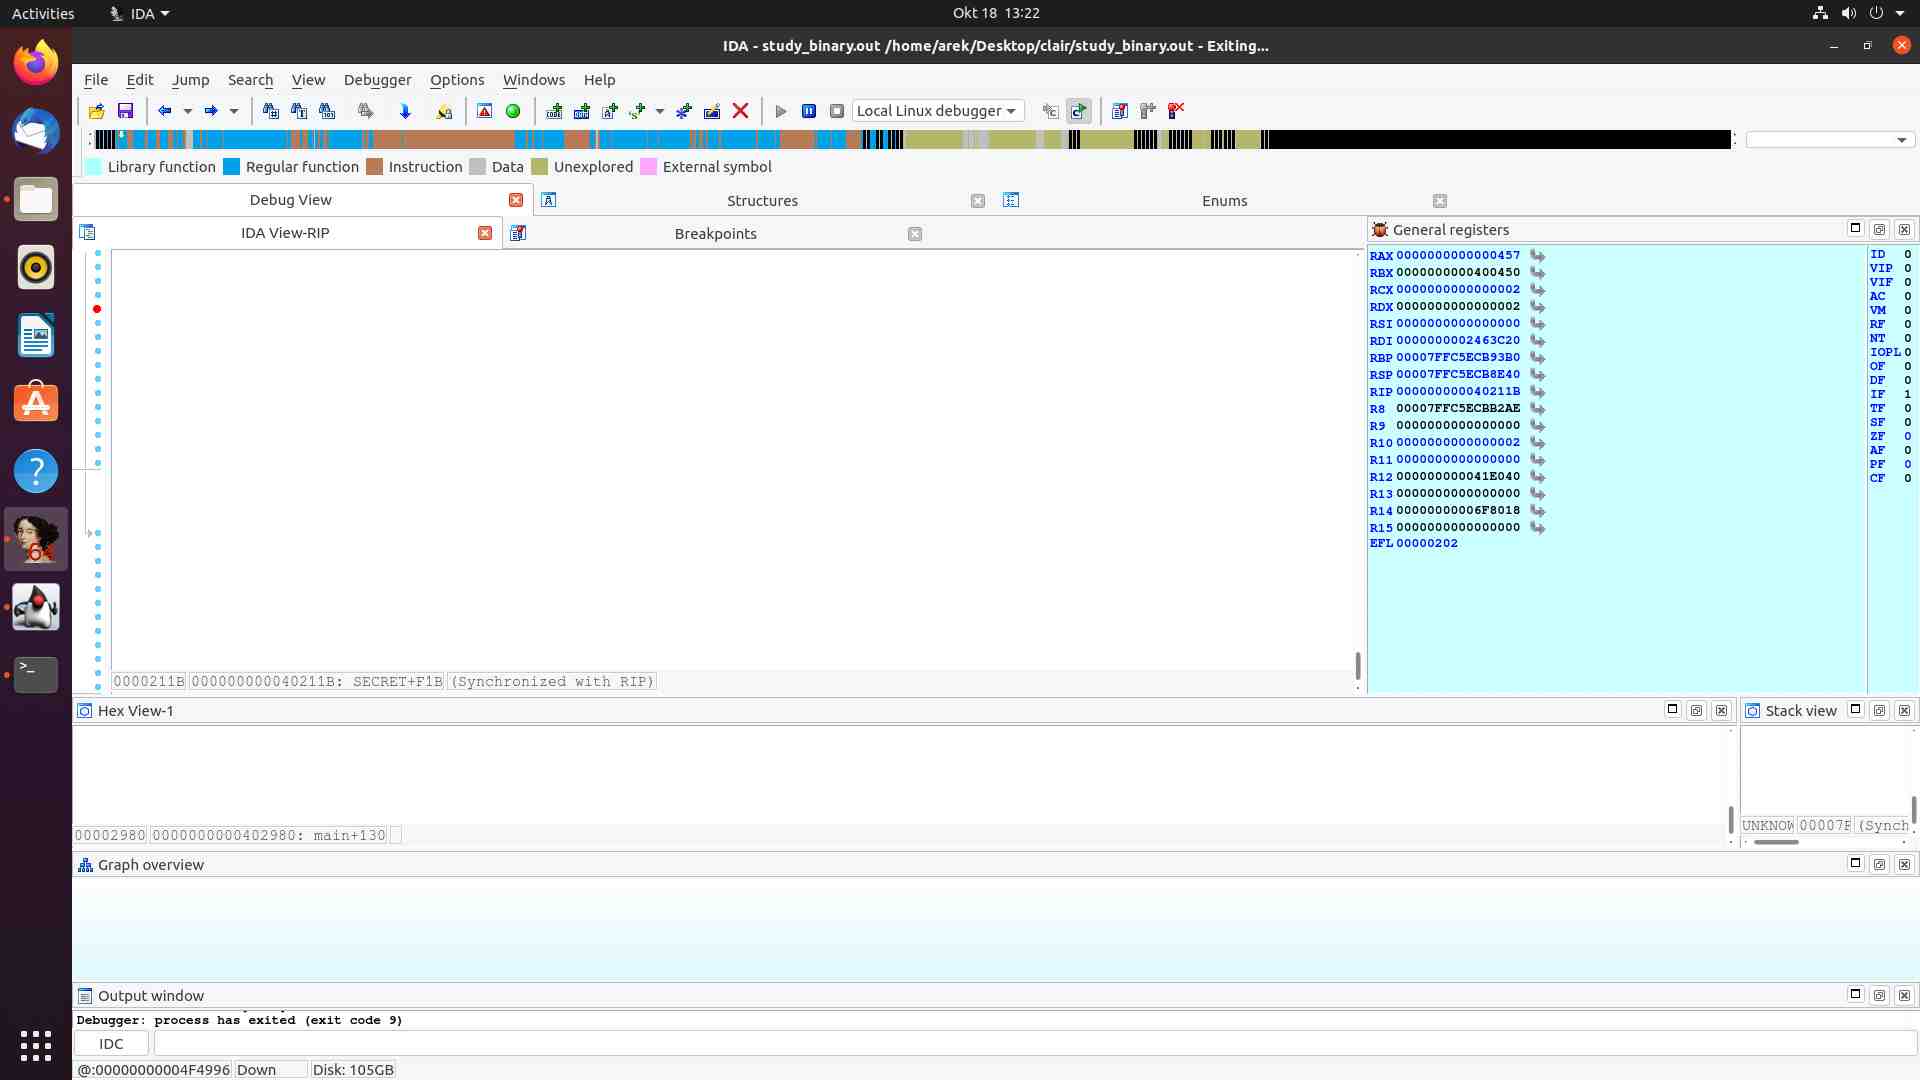 Activities
IDA
Okt 18 13:22
IDA - study_binary.out /home/arek/Desktop/clair/study_binary.out - Exiting...
File Edit Jump Search View Debugger Options Windows Help
Local Linux debugger
Library function Regular function Instruction Data Unexplored External symbol
Debug View Structures Enums
IDA View-RIP Breakpoints
General registers
RAX 0000000000000457
RBX 0000000000400450
RCX 0000000000000002
RDX 0000000000000002
RSI 0000000000000000
RDI 0000000002463C20
RBP 00007FFC5ECB93B0
RSP 00007FFC5ECB8E40
RIP 000000000040211B
R8 00007FFC5ECBB2AE
R9 0000000000000000
R10 0000000000000002
R11 0000000000000000
R12 000000000041E040
R13 0000000000000000
R14 00000000006F8018
R15 0000000000000000
EFL 00000202
ID 0
VIP 0
VIF 0
AC 0
VM 0
RF 0
NT 0
IOPL 0
OF 0
DF 0
IF 1
TF 0
SF 0
ZF 0
AF 0
PF 0
CF 0
0000211B 000000000040211B: SECRET+F1B (Synchronized with RIP)
Hex View-1
Stack view
00002980 0000000000402980: main+130
UNKNOW 00007F (Synch
Graph overview
Output window
Debugger: process has exited (exit code 9)
IDC
@:00000000004F4996 Down Disk: 105GB
64